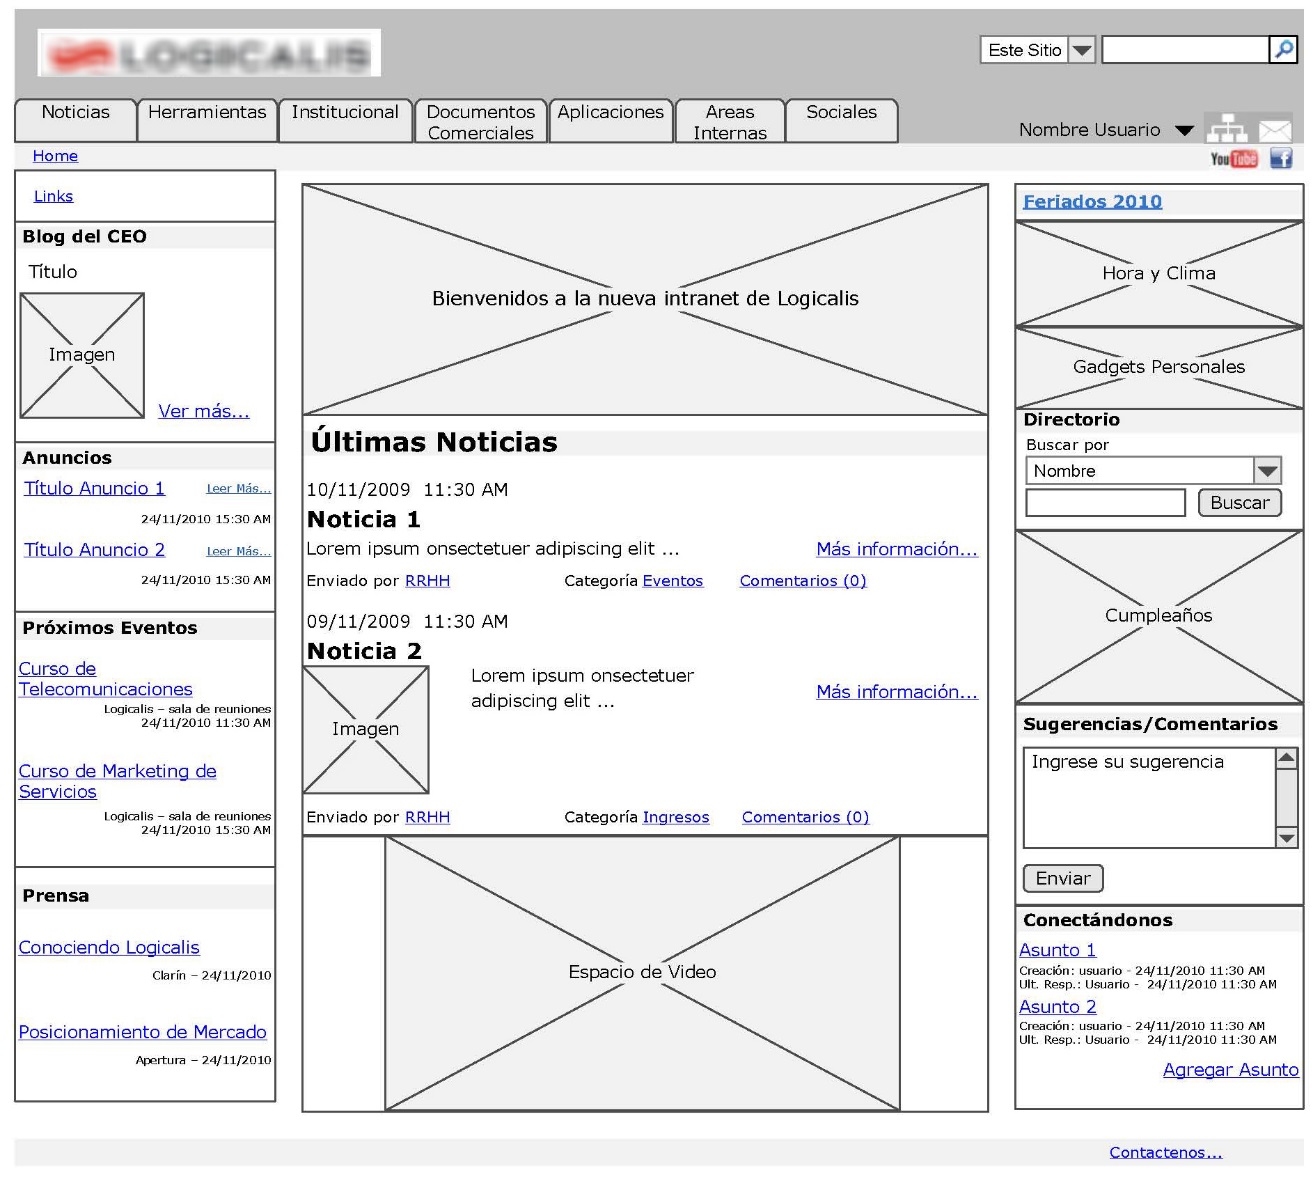 LOGICALIS
Este Sitio
Noticias
Herramientas
Institucional
Documentos
Comerciales
Aplicaciones
Areas
Internas
Sociales
Nombre Usuario
Home
YouTube
f
Links
Blog del CEO
Título
Imagen
Ver más...
Anuncios
Título Anuncio 1 Leer Más...
24/11/2010 15:30 AM
Título Anuncio 2 Leer Más...
24/11/2010 15:30 AM
Próximos Eventos
Curso de
Telecomunicaciones
Logicalis – sala de reuniones
24/11/2010 11:30 AM
Curso de Marketing de
Servicios
Logicalis – sala de reuniones
24/11/2010 15:30 AM
Prensa
Conociendo Logicalis
Clarín – 24/11/2010
Posicionamiento de Mercado
Apertura – 24/11/2010
Bienvenidos a la nueva intranet de Logicalis
Últimas Noticias
10/11/2009 11:30 AM
Noticia 1
Lorem ipsum onsectetuer adipiscing elit ... Más información...
Enviado por RRHH Categoría Eventos Comentarios (0)
09/11/2009 11:30 AM
Noticia 2
Imagen
Lorem ipsum onsectetuer
adipiscing elit ...
Más información...
Enviado por RRHH Categoría Ingresos Comentarios (0)
Espacio de Video
Feriados 2010
Hora y Clima
Gadgets Personales
Directorio
Buscar por
Nombre
Buscar
Cumpleaños
Sugerencias/Comentarios
Ingrese su sugerencia
Enviar
Conectándonos
Asunto 1
Creación: usuario - 24/11/2010 11:30 AM
Ult. Resp.: Usuario - 24/11/2010 11:30 AM
Asunto 2
Creación: usuario - 24/11/2010 11:30 AM
Ult. Resp.: Usuario - 24/11/2010 11:30 AM
Agregar Asunto
Contactenos...